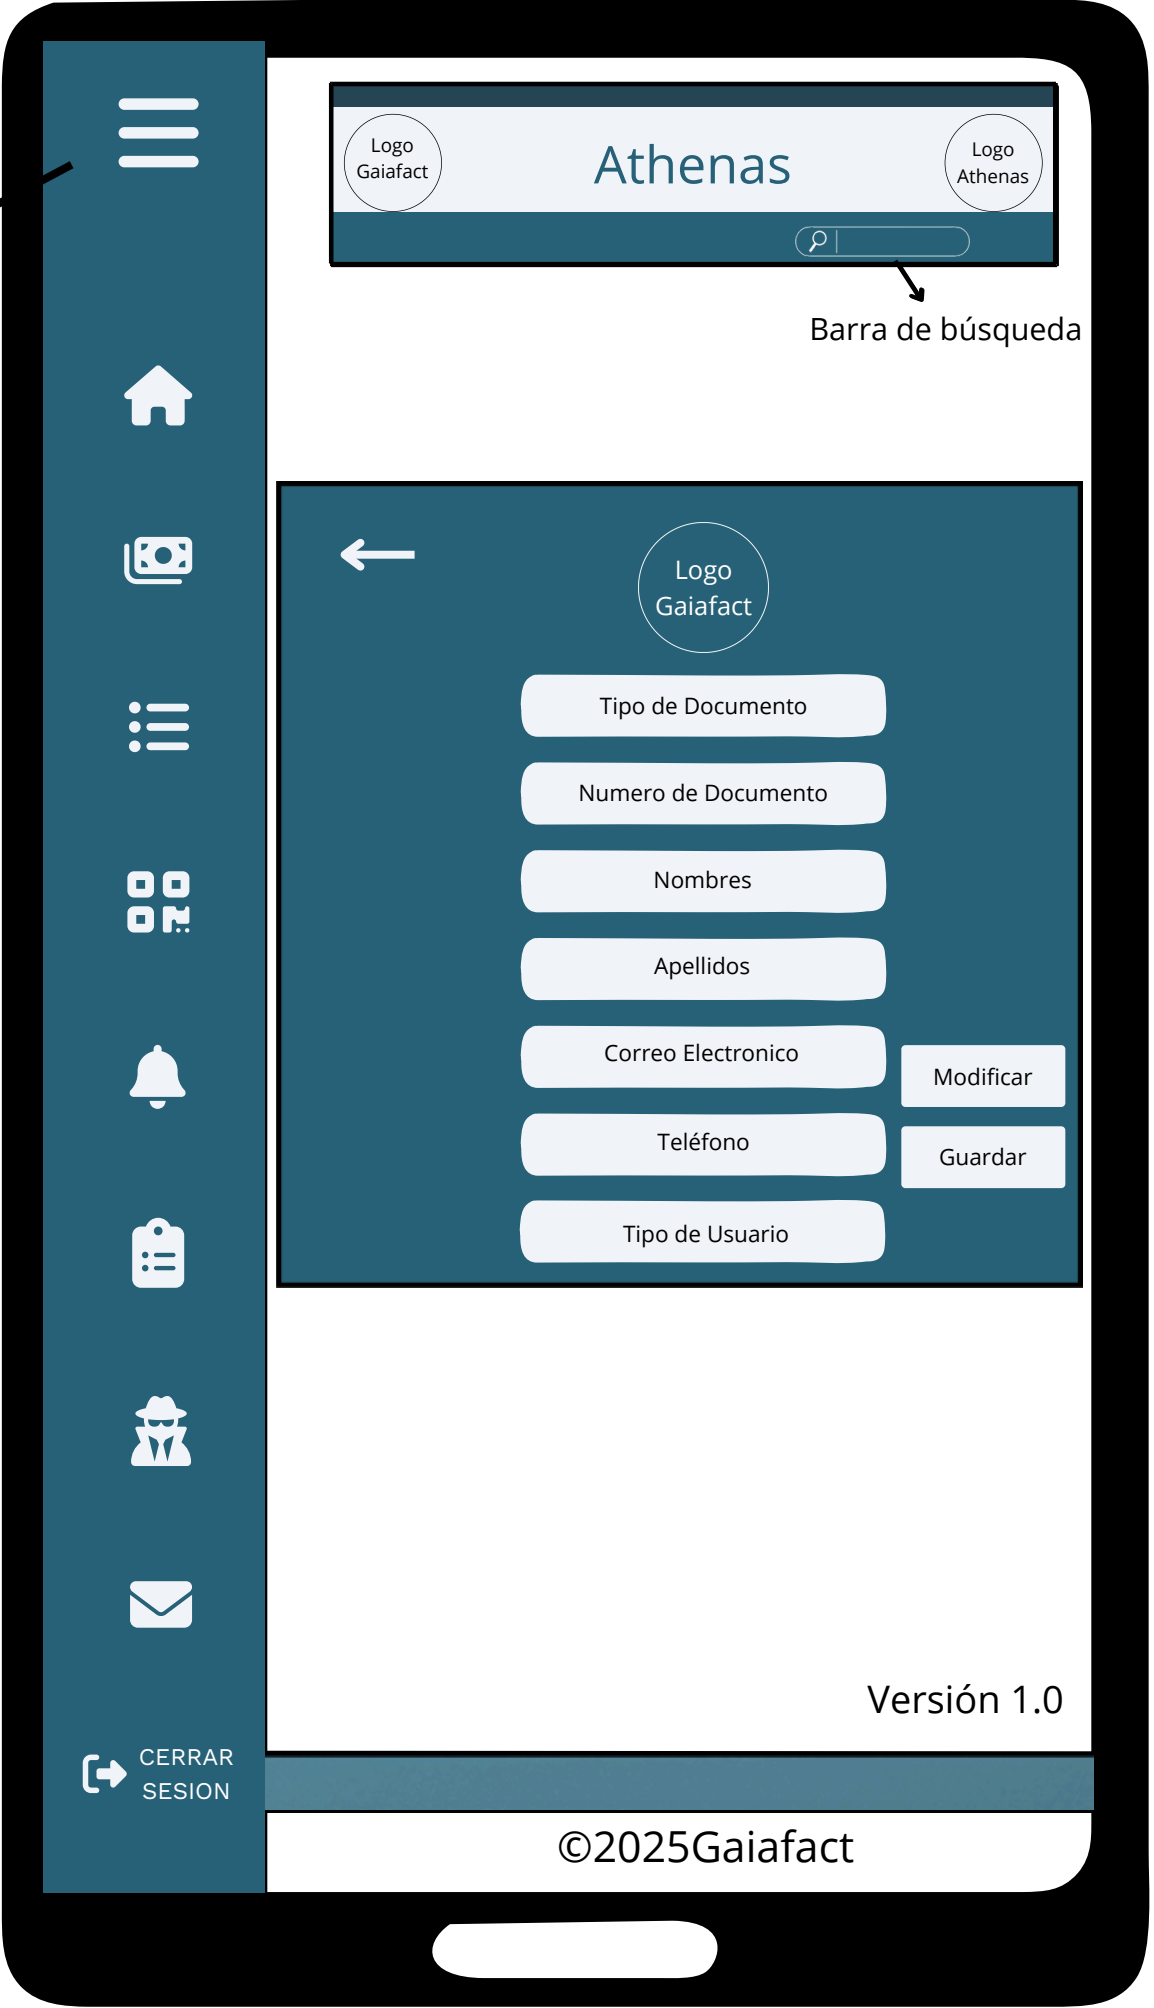 Logo
Gaiafact
Athenas
Logo
Athenas
Barra de búsqueda
Logo
Gaiafact
Tipo de Documento
Numero de Documento
Nombres
Apellidos
Correo Electronico
Modificar
Teléfono
Guardar
Tipo de Usuario
Versión 1.0
CERRAR
SESION
©2025Gaiafact